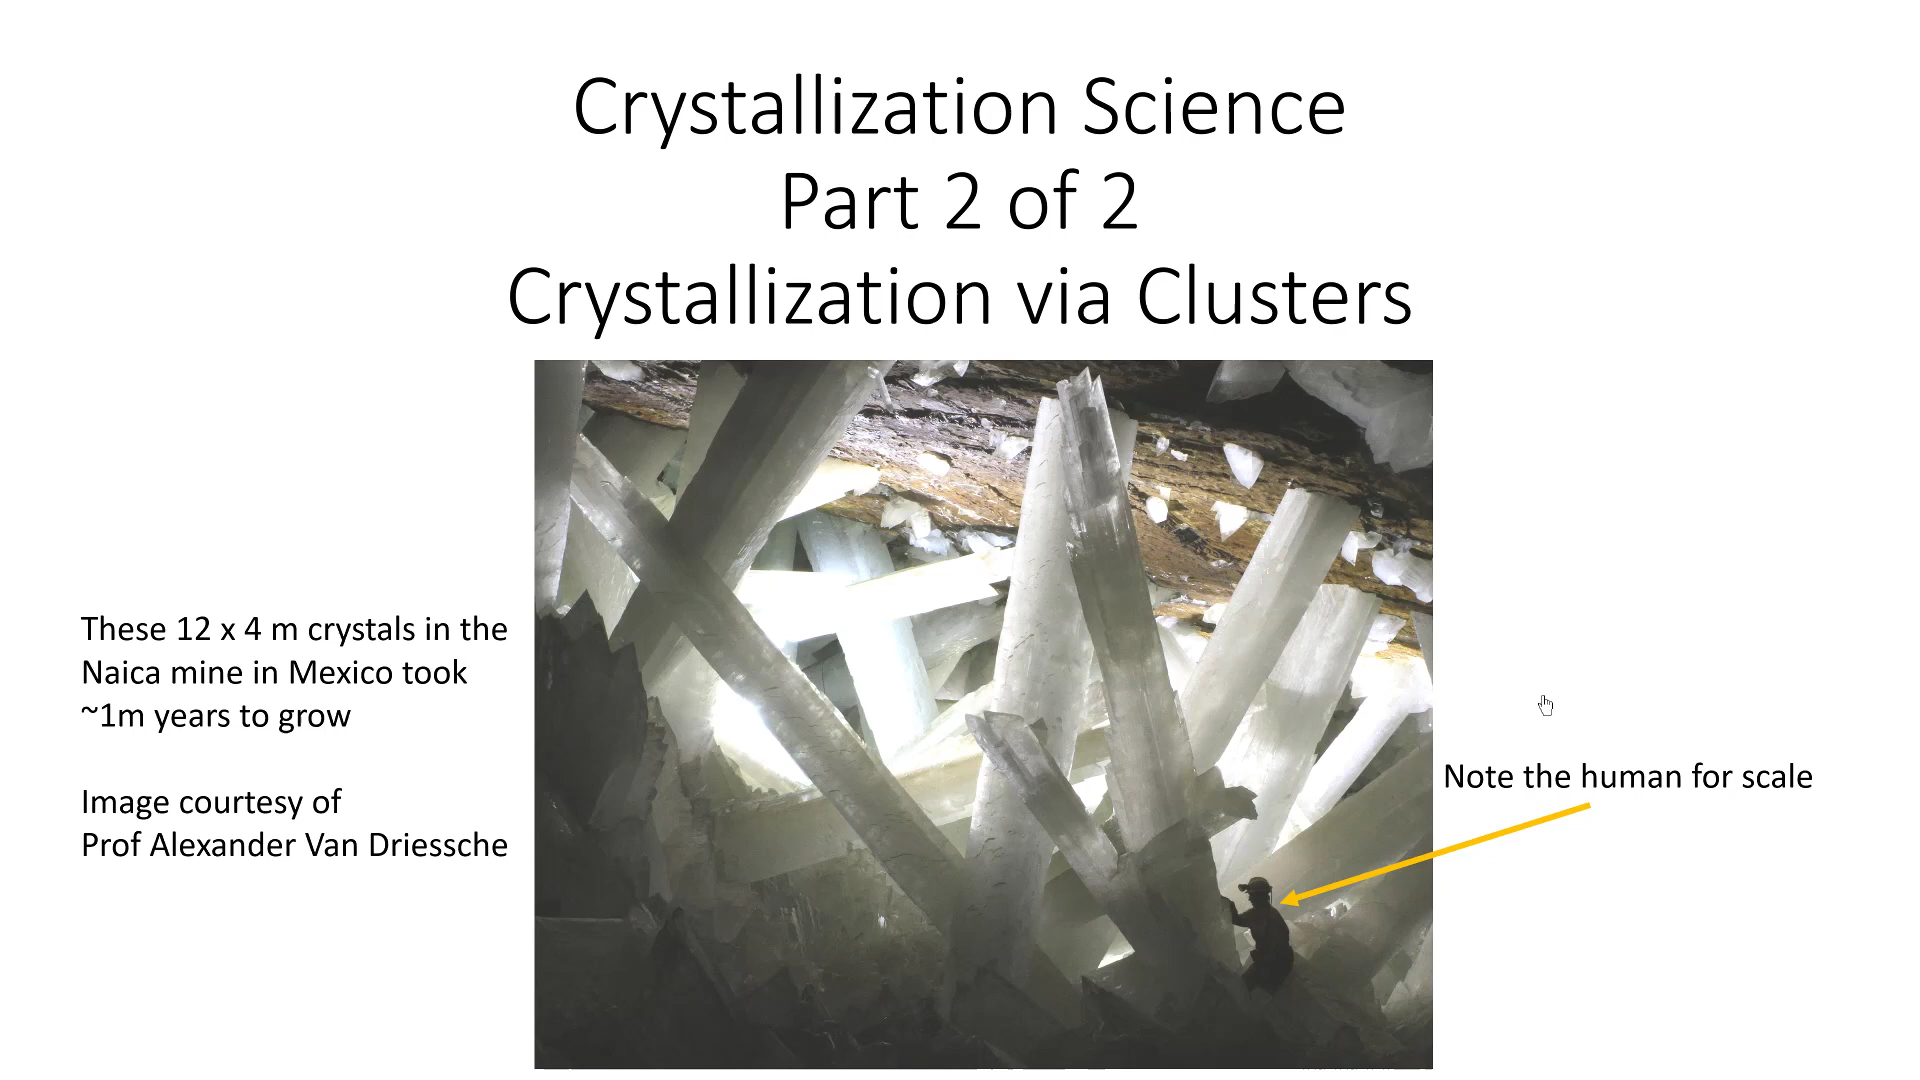 Crystallization Science
Part 2 of 2
Crystallization via Clusters
These 12 x 4 m crystals in the
Naica mine in Mexico took
~1m years to grow
Image courtesy of
Prof Alexander Van Driessche
Note the human for scale